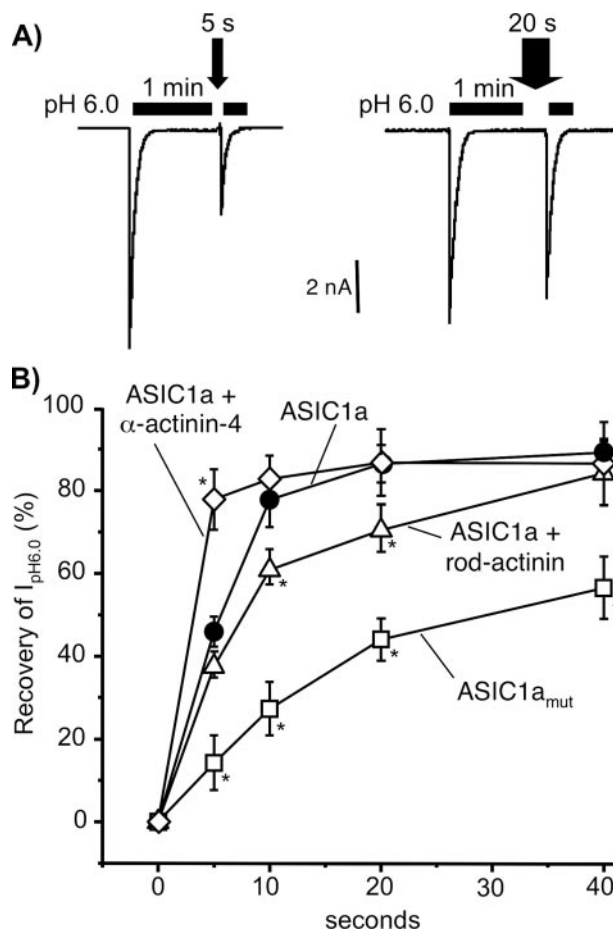 A)
5 s
20 s
1 min
1 min
pH 6.0
pH 6.0
2 nA
B)
ASIC1a +
α-actinin-4
ASIC1a
100
80
60
40
20
0
Recovery of I_pH6.0 (%)
*
*
*
*
*
*
ASIC1a +
rod-actinin
ASIC1a_mut
0
10
20
30
40
seconds